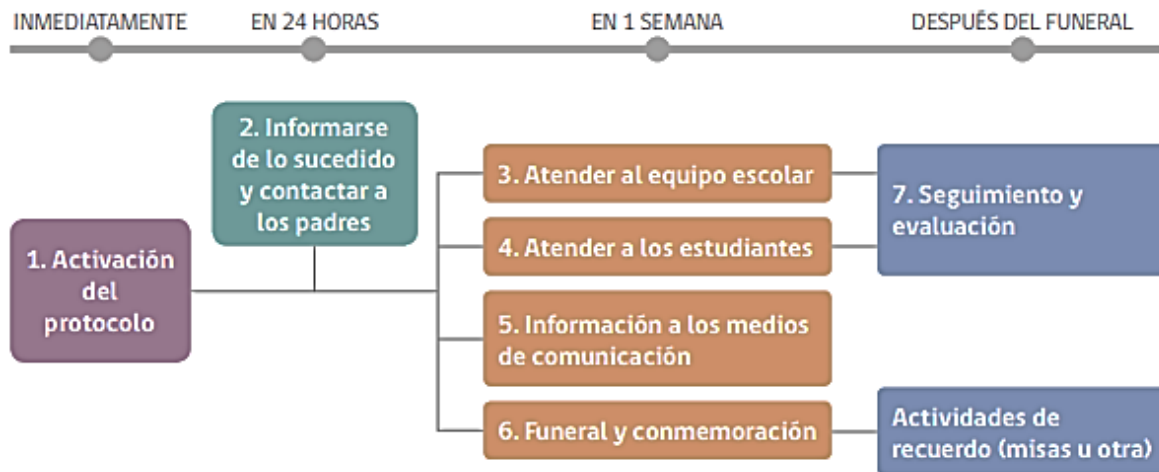 INMEDIATAMENTE
EN 24 HORAS
EN 1 SEMANA
DESPUÉS DEL FUNERAL
1. Activación
del
protocolo
2. Informarse
de lo sucedido
y contactar a
los padres
3. Atender al equipo escolar
4. Atender a los estudiantes
5. Información a los medios
de comunicación
6. Funeral y conmemoración
7. Seguimiento y
evaluación
Actividades de
recuerdo (misas u otra)